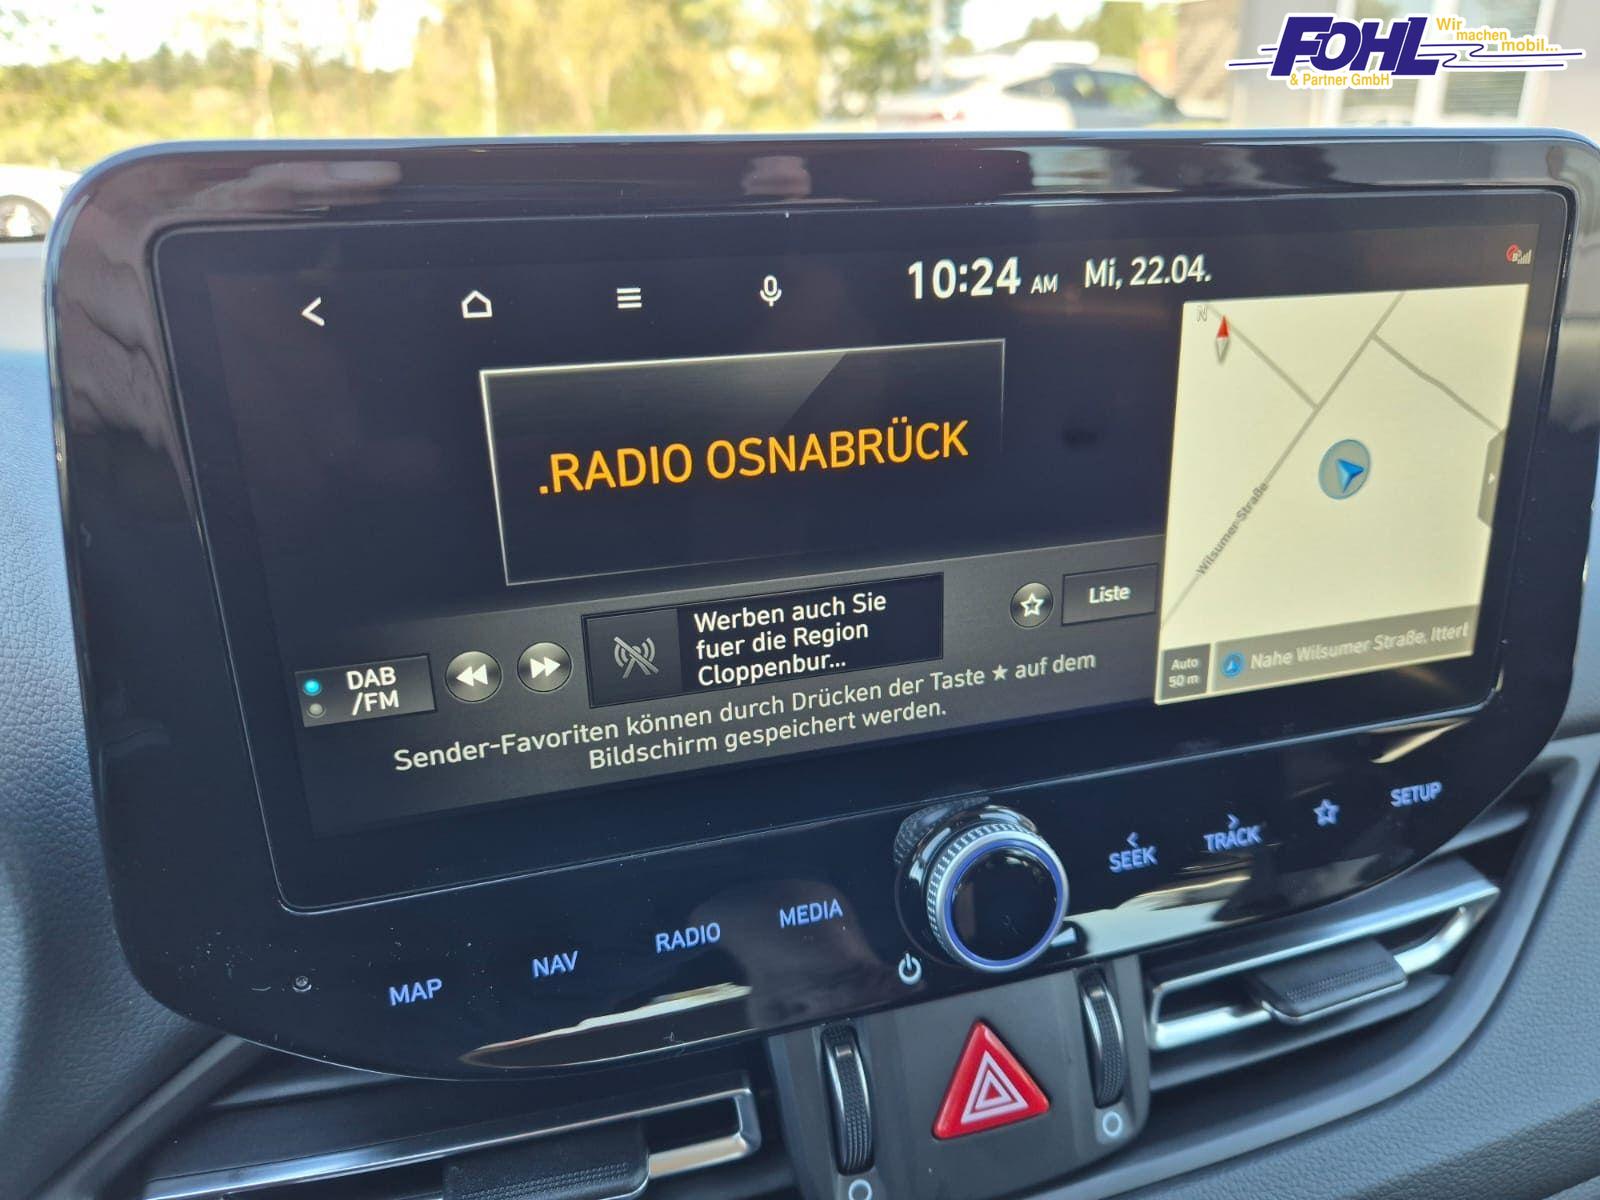 FOHL
Wir
machen
mobil...
& Partner GmbH
10:24 AM Mi, 22.04.
N
.RADIO OSNABRÜCK
Wilsumer Straße
Werben auch Sie
fuer die Region
Cloppenbur...
Liste
DAB
/FM
Sender-Favoriten können durch Drücken der Taste ★ auf dem
Bildschirm gespeichert werden.
Auto
50 m
Nahe Wilsumer Straße, Itterb
MAP
NAV
RADIO
MEDIA
SEEK
TRACK
SETUP